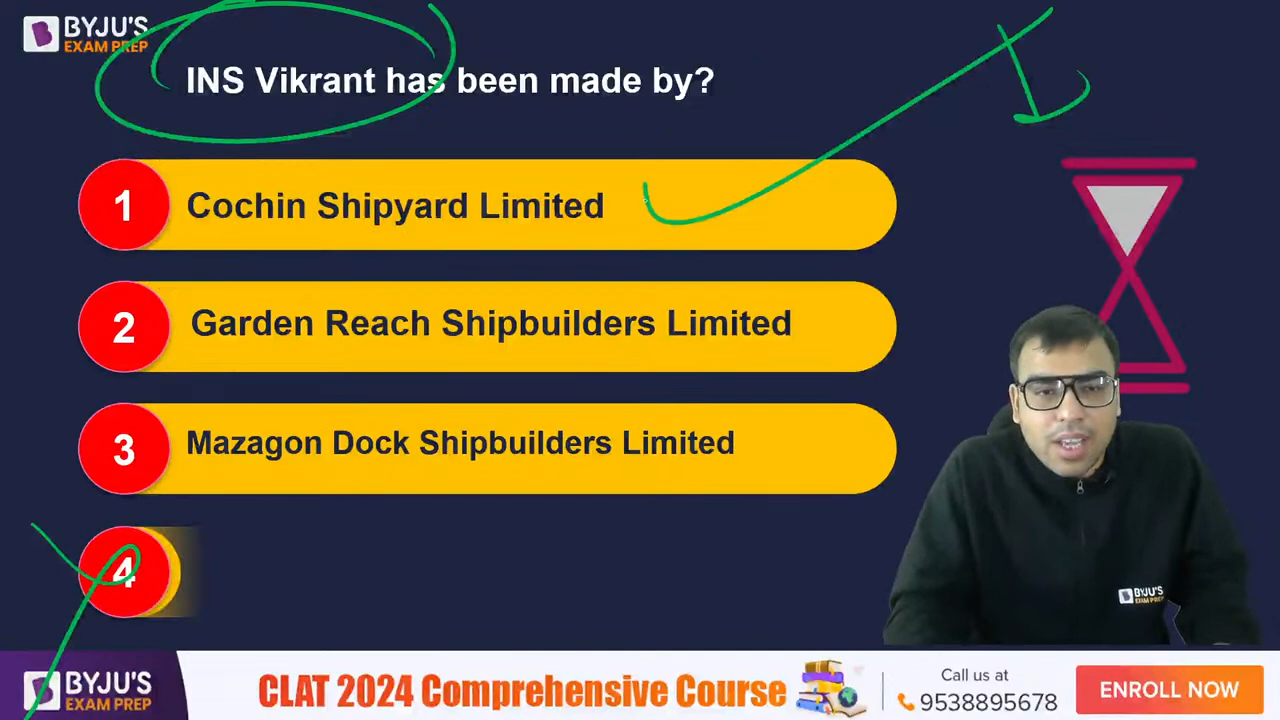 BYJU'S
EXAM PREP
INS Vikrant has been made by?
1
Cochin Shipyard Limited
2
Garden Reach Shipbuilders Limited
3
Mazagon Dock Shipbuilders Limited
4
BYJU'S
EXAM PREP
BYJU'S
EXAM PREP
CLAT 2024 Comprehensive Course
Call us at
9538895678
ENROLL NOW